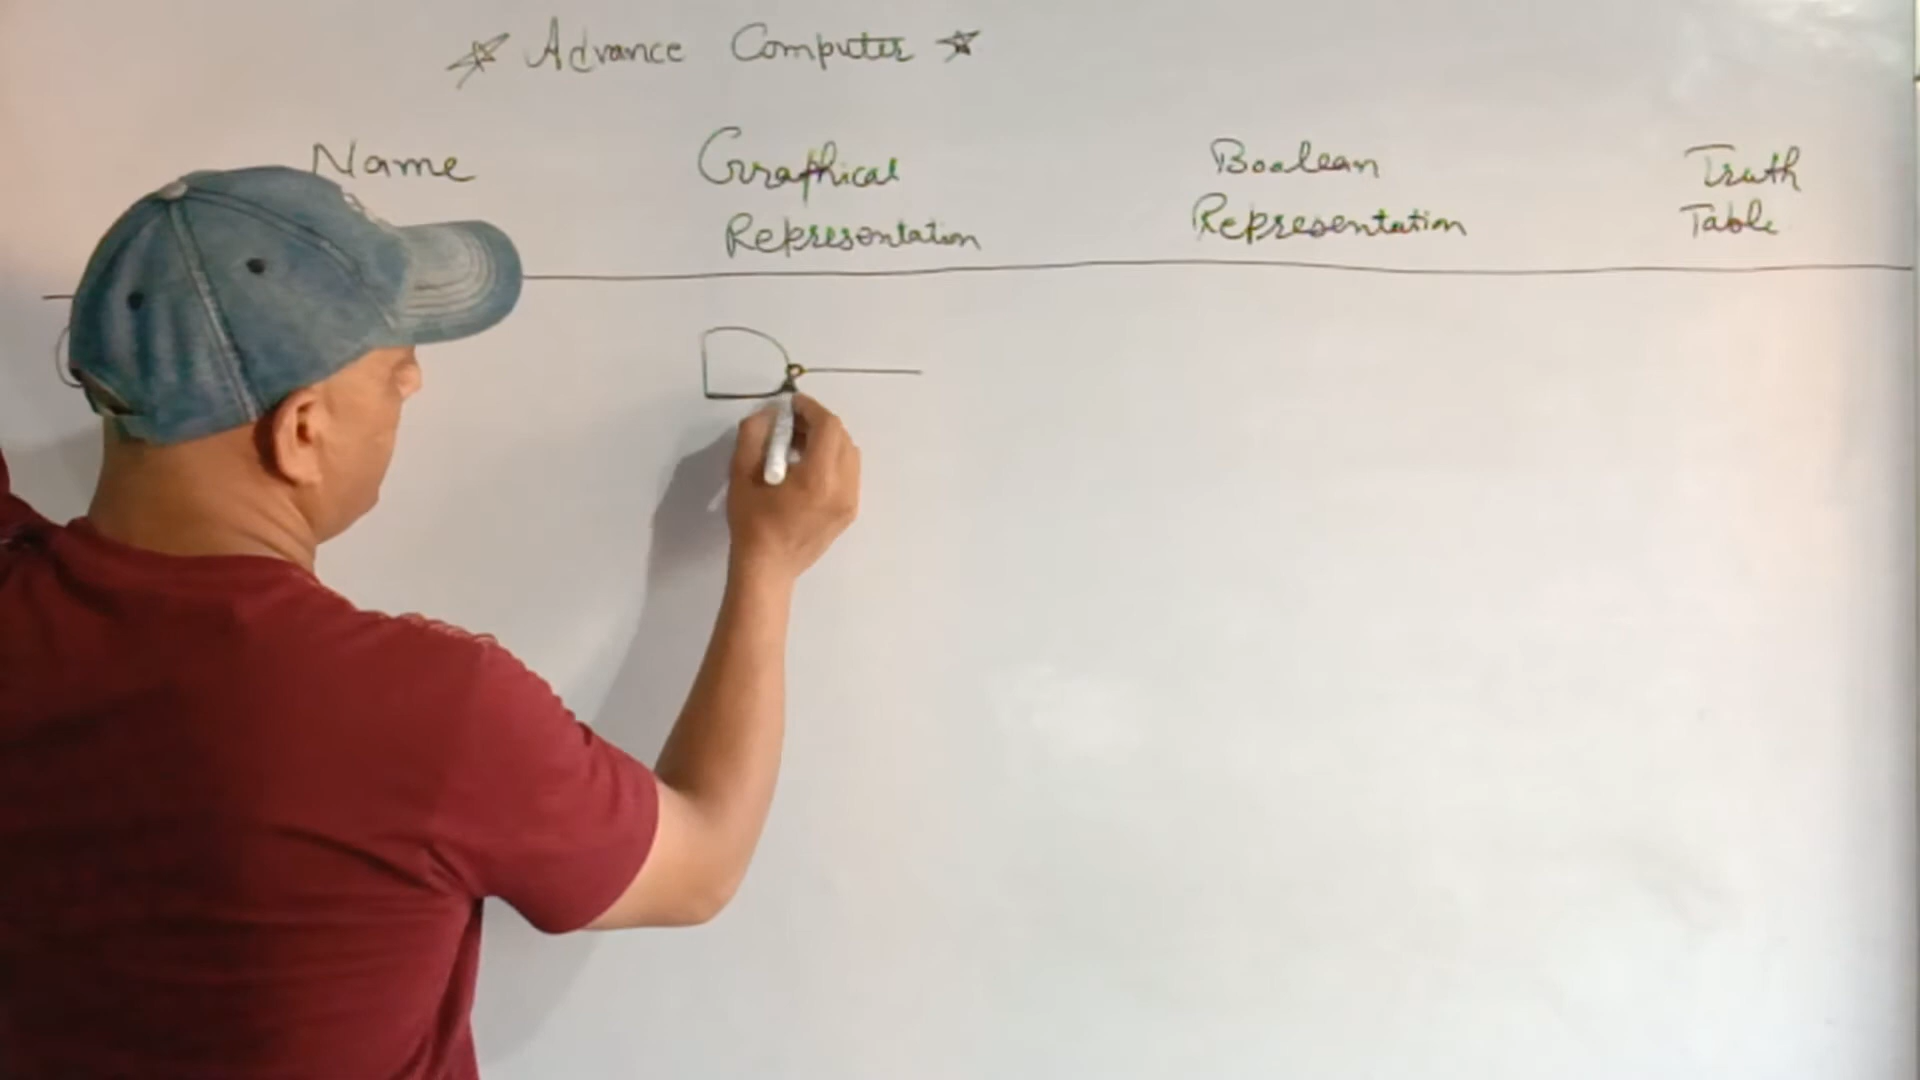 Advance Computer
Name
Graphical
Representation
Boolean
Representation
Truth
Table